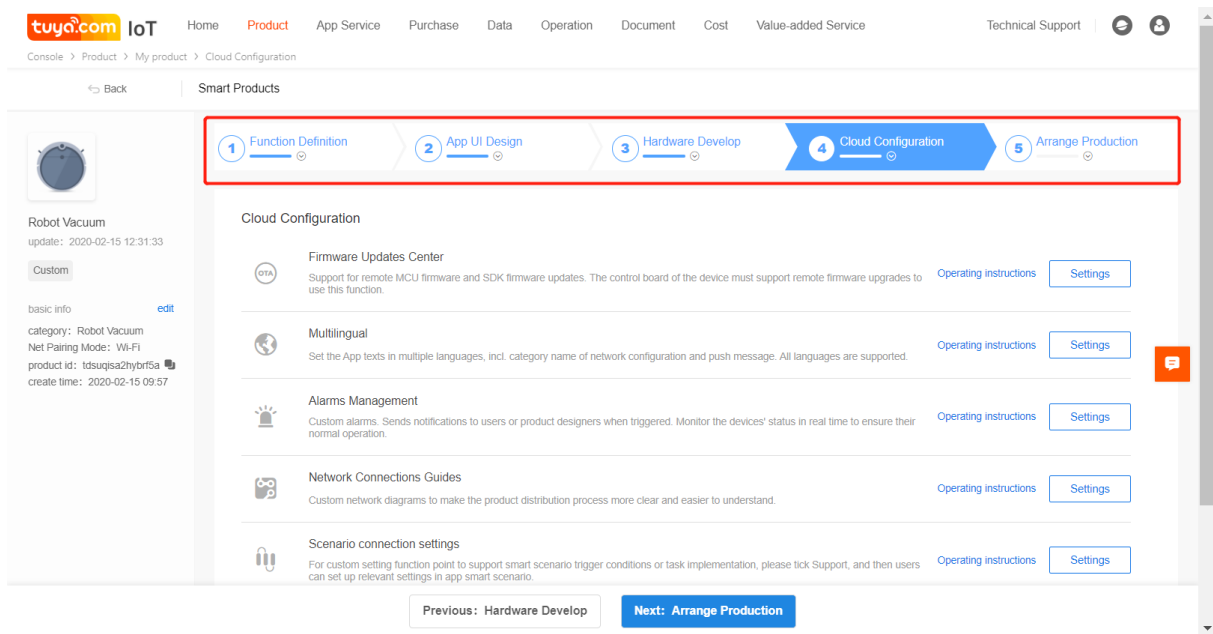 tuya.com IoT
Home Product App Service Purchase Data Operation Document Cost Value-added Service Technical Support
Console > Product > My product > Cloud Configuration
Back
Smart Products
1 Function Definition
2 App UI Design
3 Hardware Develop
4 Cloud Configuration
5 Arrange Production
Robot Vacuum
update: 2020-02-15 12:31:33
Custom
basic info edit
category: Robot Vacuum
Net Pairing Mode: Wi-Fi
product id: tdsuqisa2hybrf5a
create time: 2020-02-15 09:57
Cloud Configuration
OTA
Firmware Updates Center
Support for remote MCU firmware and SDK firmware updates. The control board of the device must support remote firmware upgrades to
use this function.
Operating instructions Settings
Multilingual
Set the App texts in multiple languages, incl. category name of network configuration and push message. All languages are supported.
Operating instructions Settings
Alarms Management
Custom alarms. Sends notifications to users or product designers when triggered. Monitor the devices' status in real time to ensure their
normal operation.
Operating instructions Settings
Network Connections Guides
Custom network diagrams to make the product distribution process more clear and easier to understand.
Operating instructions Settings
Scenario connection settings
For custom setting function point to support smart scenario trigger conditions or task implementation, please tick Support, and then users
can set up relevant settings in app smart scenario.
Operating instructions Settings
Previous: Hardware Develop
Next: Arrange Production